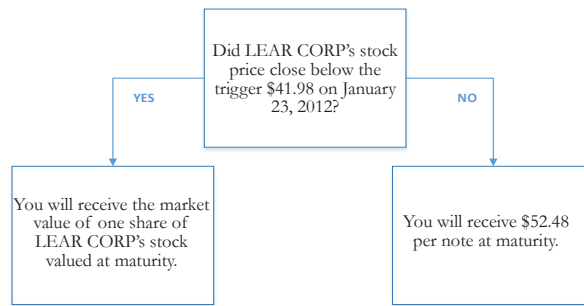 Did LEAR CORP's stock
price close below the
trigger $41.98 on January
23, 2012?
YES
NO
You will receive the market
value of one share of
LEAR CORP's stock
valued at maturity.
You will receive $52.48
per note at maturity.